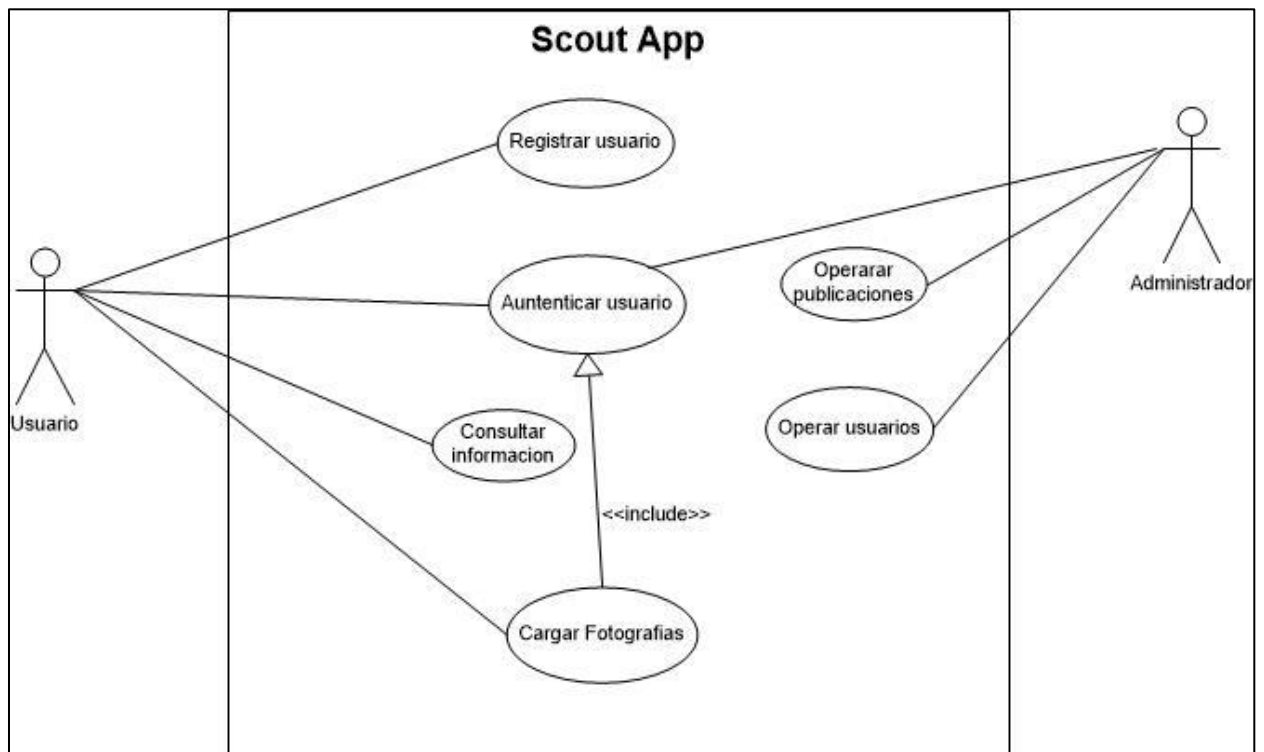 Scout App
Registrar usuario
Auntenticar usuario
Operarar
publicaciones
Administrador
Usuario
Consultar
informacion
Operar usuarios
<<include>>
Cargar Fotografias